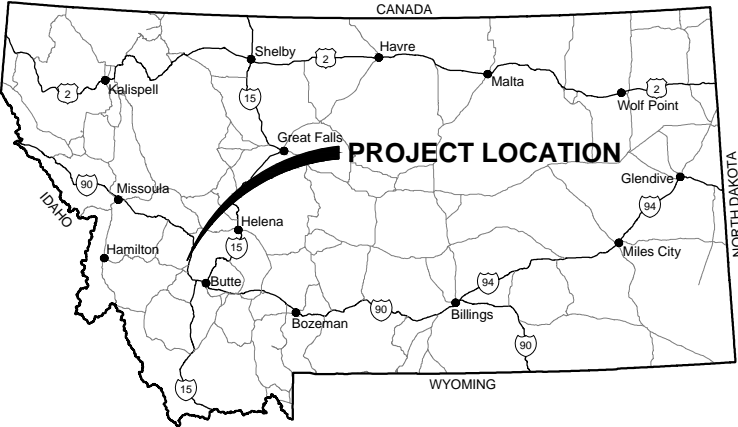 CANADA
Shelby
2
Havre
Kalispell
2
15
Malta
2
Wolf Point
Great Falls
PROJECT LOCATION
90
Missoula
Glendive
94
IDAHO
NORTH DAKOTA
Helena
15
Hamilton
Miles City
Butte
94
90
Billings
Bozeman
90
15
WYOMING